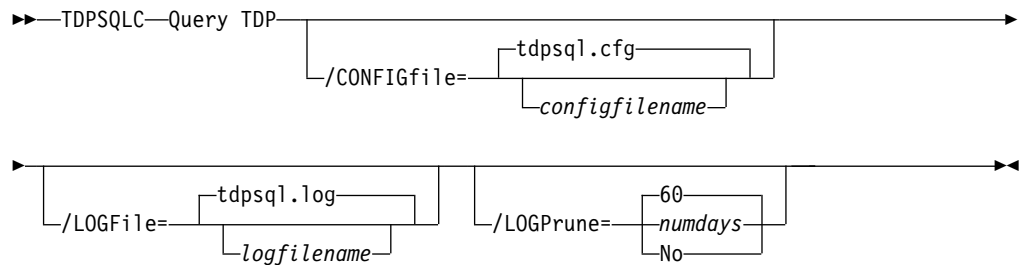 TDPSQLC Query TDP
tdpsql.cfg
/CONFIGfile=
configfilename
tdpsql.log
60
/LOGFile=
/LOGPrune=
numdays
logfilename
No